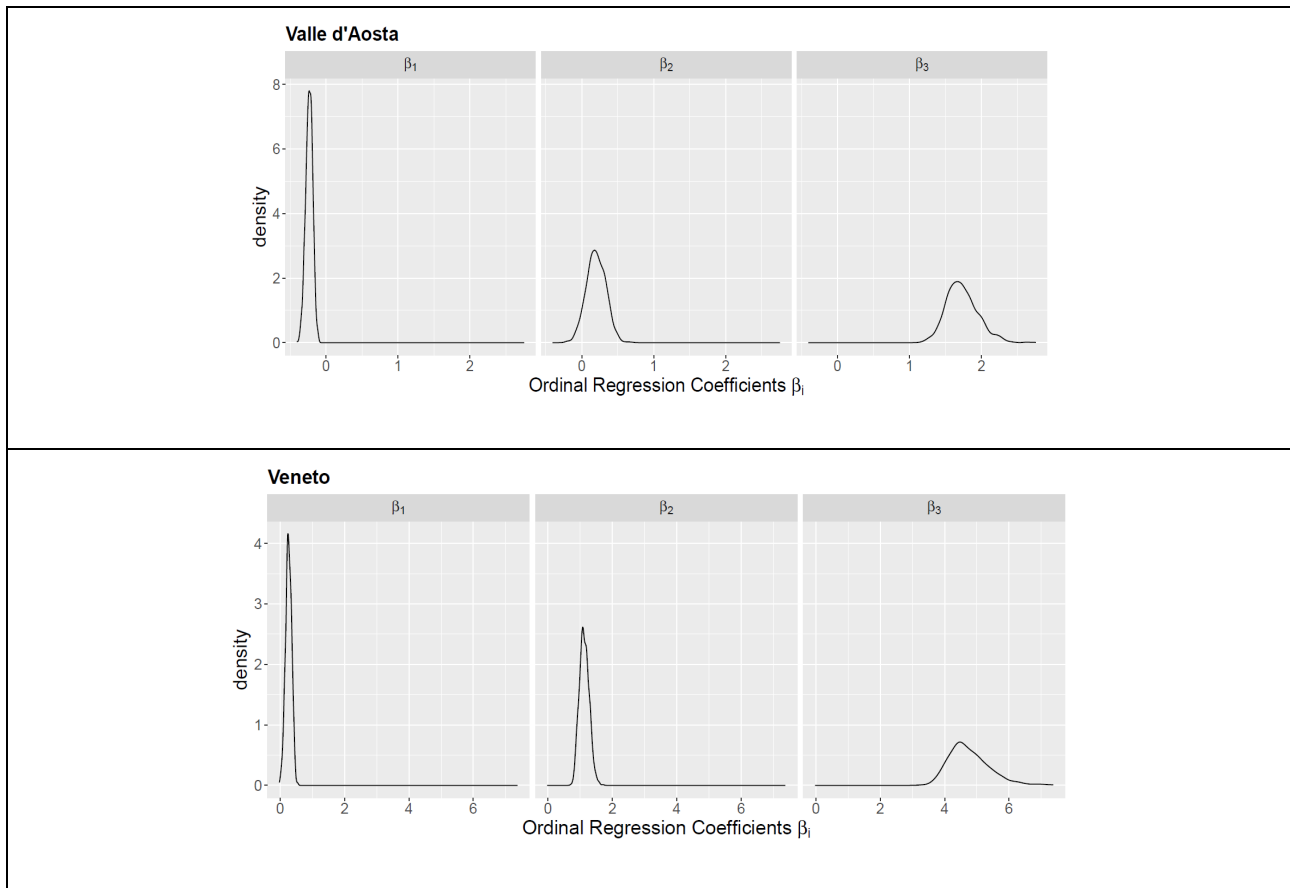 Valle d'Aosta
β1 β2 β3
8
6
4
2
0
density
0 1 2 0 1 2 0 1 2
Ordinal Regression Coefficients βi
Veneto
β1 β2 β3
4
3
2
1
0
density
0 2 4 6 0 2 4 6 0 2 4 6
Ordinal Regression Coefficients βi